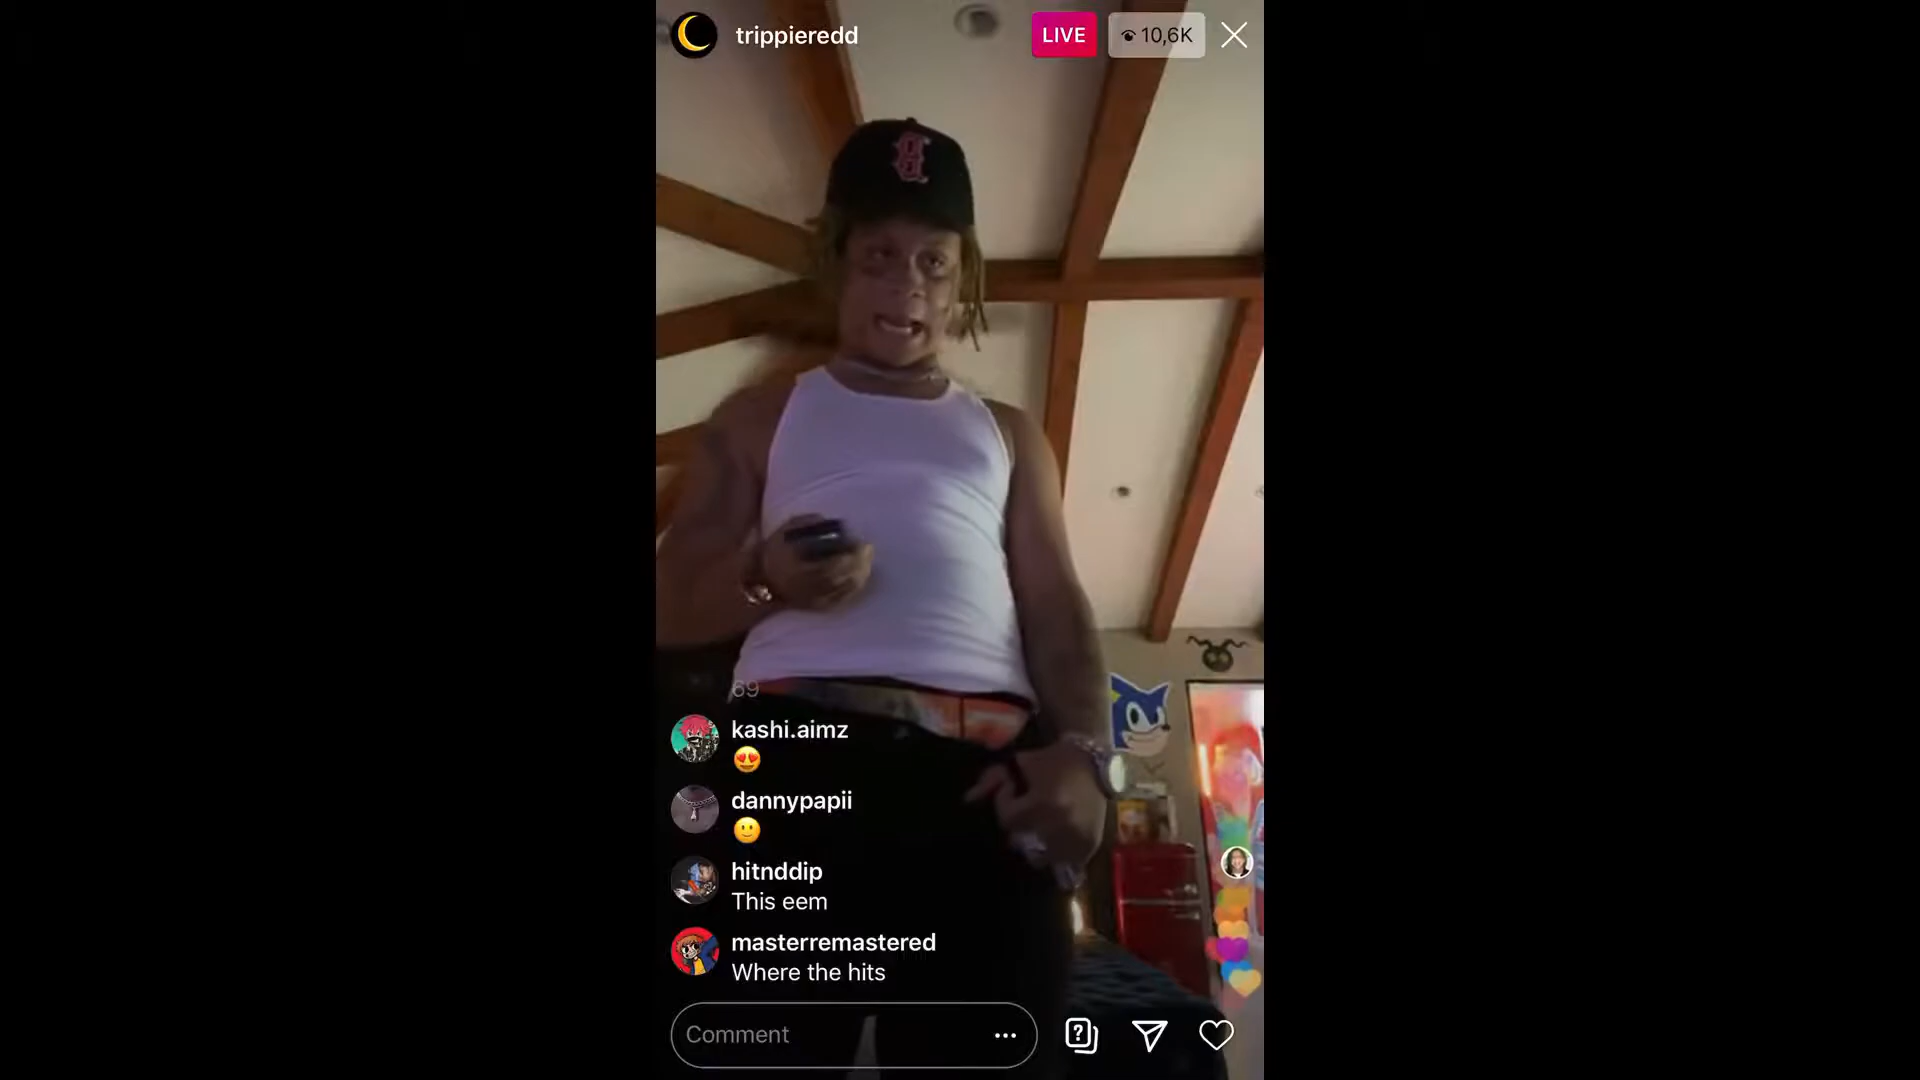 trippieredd
LIVE
10,6K
B
69
kashi.aimz
dannypapii
hitnddip
This eem
masterremastered
Where the hits
Comment